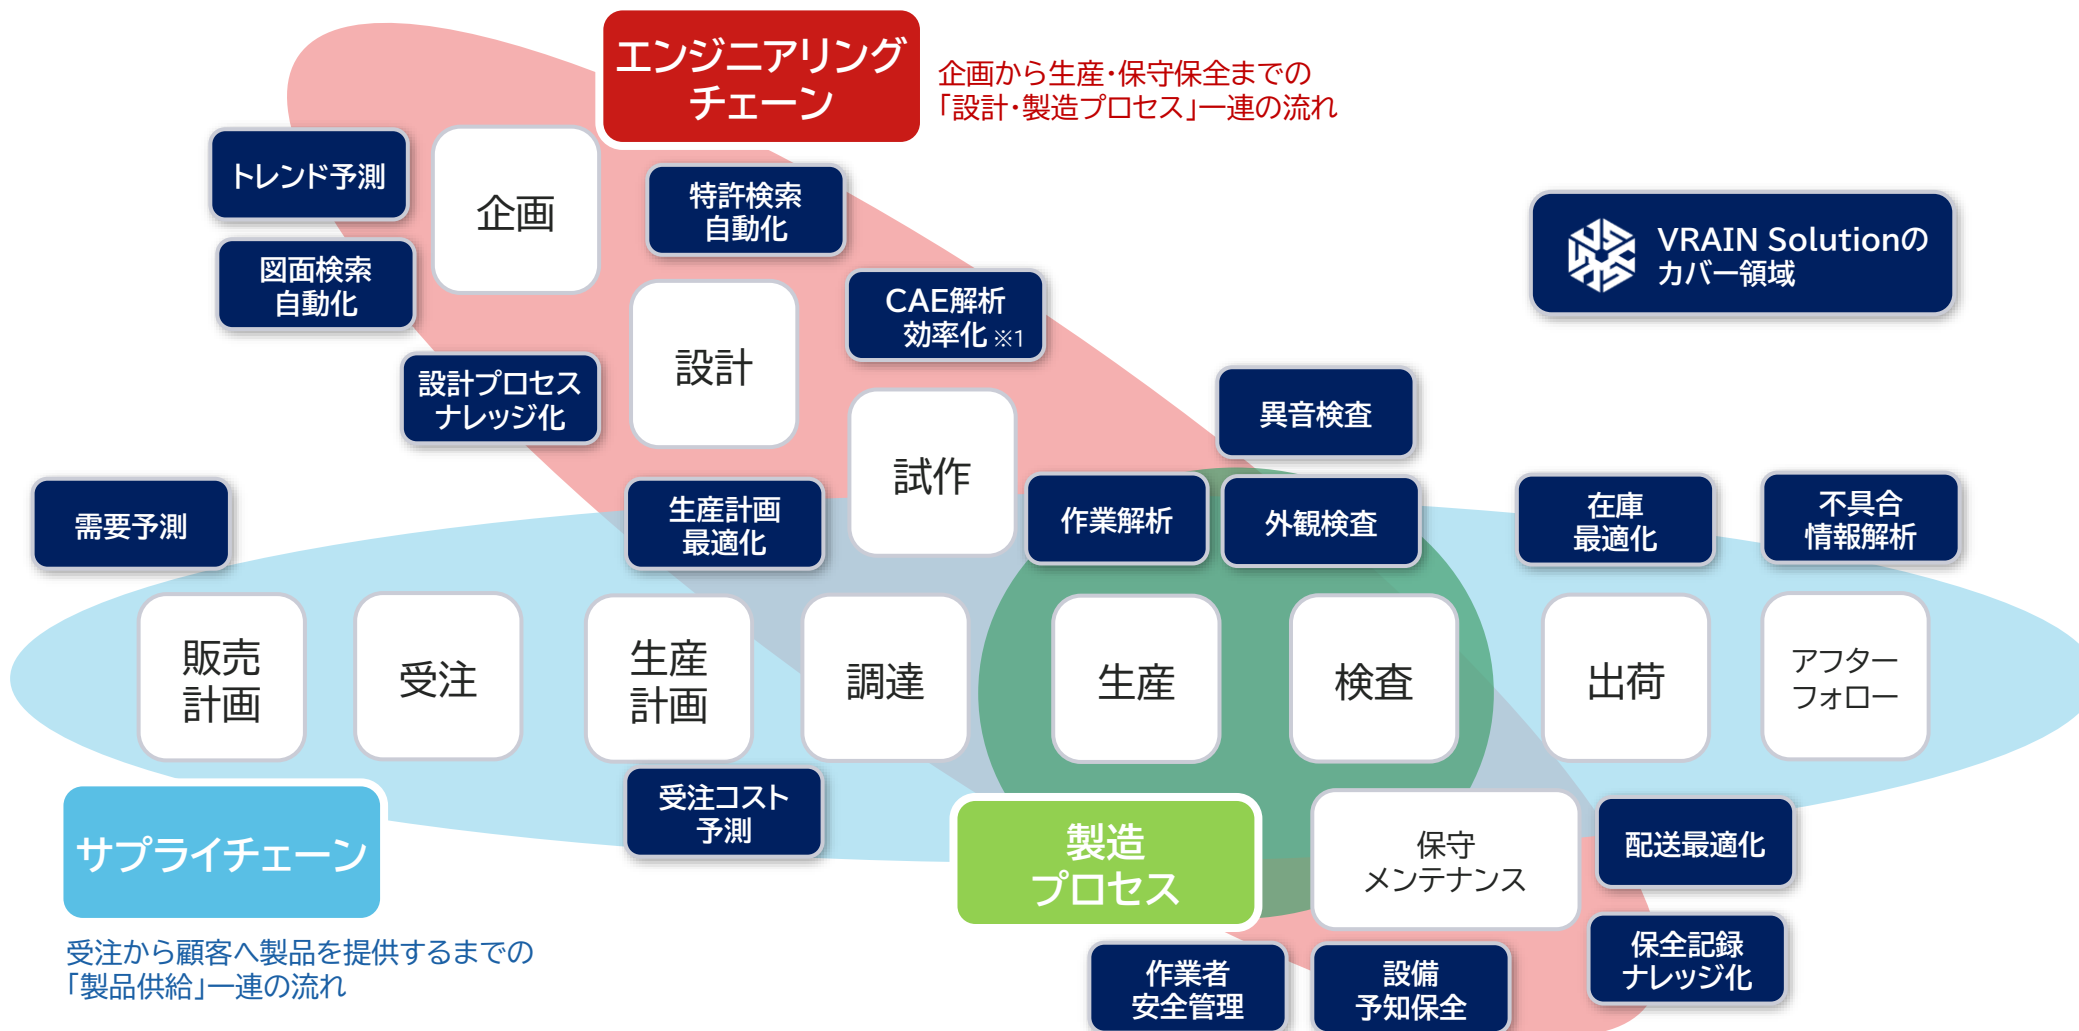 エンジニアリング
チェーン
企画から生産・保守保全までの
「設計・製造プロセス」一連の流れ
トレンド予測
企画
特許検索
自動化
図面検索
自動化
VRAIN Solutionの
カバー領域
CAE解析
効率化 ※1
設計
設計プロセス
ナレッジ化
異音検査
試作
需要予測
生産計画
最適化
作業解析
外観検査
在庫
最適化
不具合
情報解析
販売
計画
受注
生産
計画
調達
生産
検査
出荷
アフター
フォロー
受注コスト
予測
サプライチェーン
製造
プロセス
保守
メンテナンス
配送最適化
受注から顧客へ製品を提供するまでの
「製品供給」一連の流れ
作業者
安全管理
設備
予知保全
保全記録
ナレッジ化